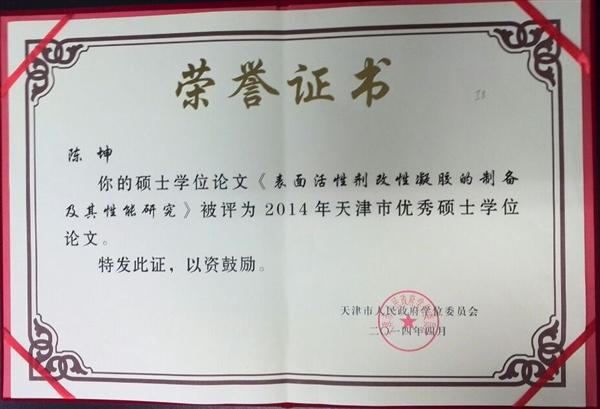 荣誉证书
陈 坤
你的硕士学位论文《表面活性剂改性凝胶的制备
及其性能研究》被评为2014年天津市优秀硕士学位
论文。
特发此证，以资鼓励。
天津市人民政府学位委员会
二〇一四年四月